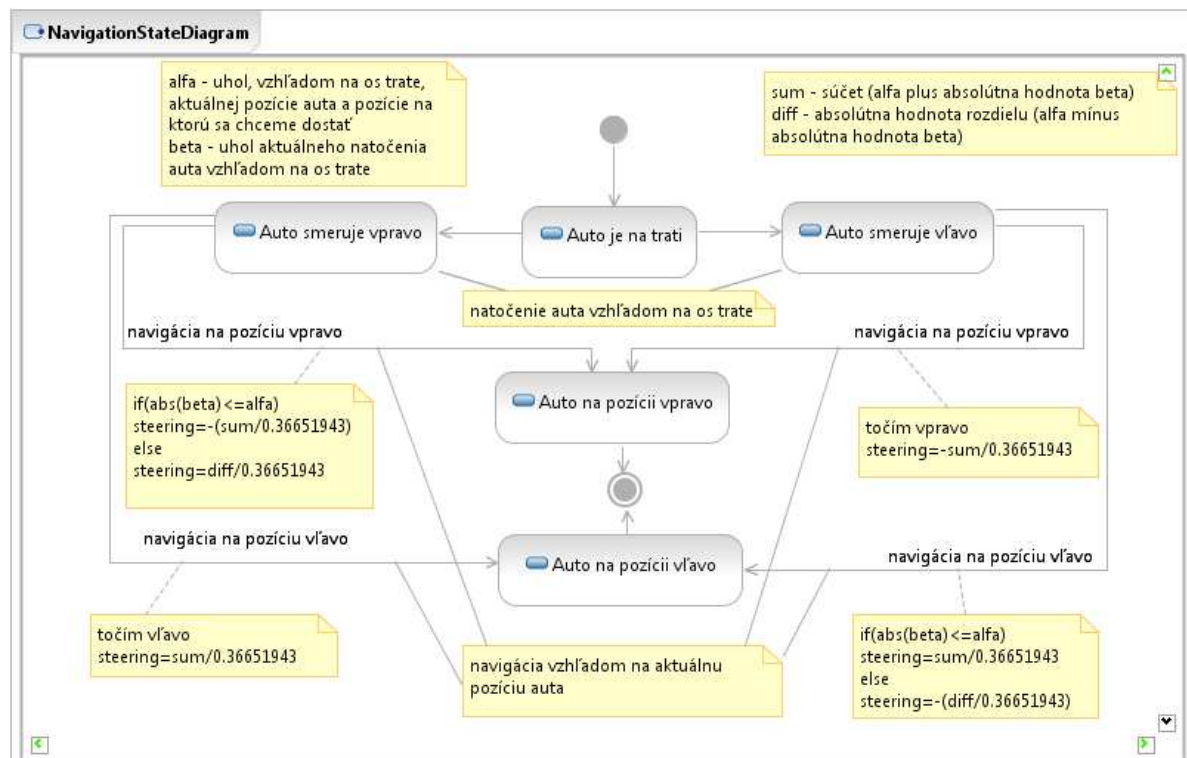 NavigationStateDiagram
alfa - uhol, vzhľadom na os trate,
aktuálnej pozície auta a pozície na
ktorú sa chceme dostať
beta - uhol aktuálneho natočenia
auta vzhľadom na os trate
sum - súčet (alfa plus absolútna hodnota beta)
diff - absolútna hodnota rozdielu (alfa mínus
absolútna hodnota beta)
Auto smeruje vpravo
Auto je na trati
Auto smeruje vľavo
natočenie auta vzhľadom na os trate
navigácia na pozíciu vpravo
navigácia na pozíciu vpravo
Auto na pozícii vpravo
if(abs(beta)<=alfa)
steering=-(sum/0.36651943)
else
steering=diff/0.36651943
točím vpravo
steering=-sum/0.36651943
navigácia na pozíciu vľavo
navigácia na pozíciu vľavo
Auto na pozícii vľavo
točím vľavo
steering=sum/0.36651943
navigácia vzhľadom na aktuálnu
pozíciu auta
if(abs(beta)<=alfa)
steering=sum/0.36651943
else
steering=-(diff/0.36651943)